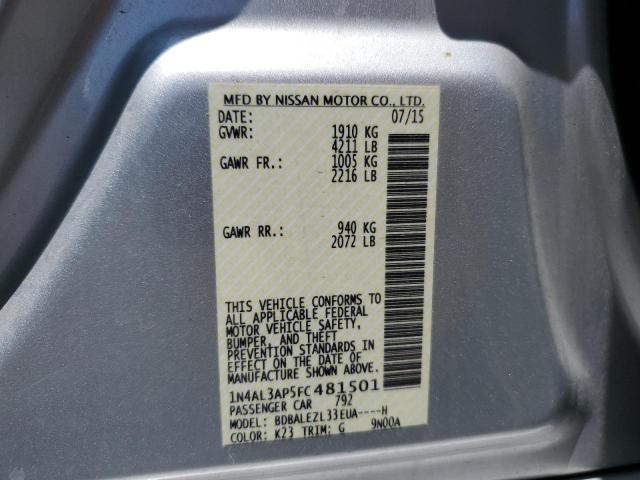 MFD BY NISSAN MOTOR CO., LTD.
DATE: 07/15
GVWR: 1910 KG
4211 LB
GAWR FR.: 1005 KG
2216 LB
GAWR RR.: 940 KG
2072 LB
THIS VEHICLE CONFORMS TO
ALL APPLICABLE FEDERAL
MOTOR VEHICLE SAFETY,
BUMPER, AND THEFT
PREVENTION STANDARDS IN
EFFECT ON THE DATE OF
MANUFACTURE SHOWN ABOVE.
1N4AL3AP5FC481501
PASSENGER CAR 792
MODEL: BDBALEZL33EUA----H
COLOR: K23 TRIM: G 9N00A